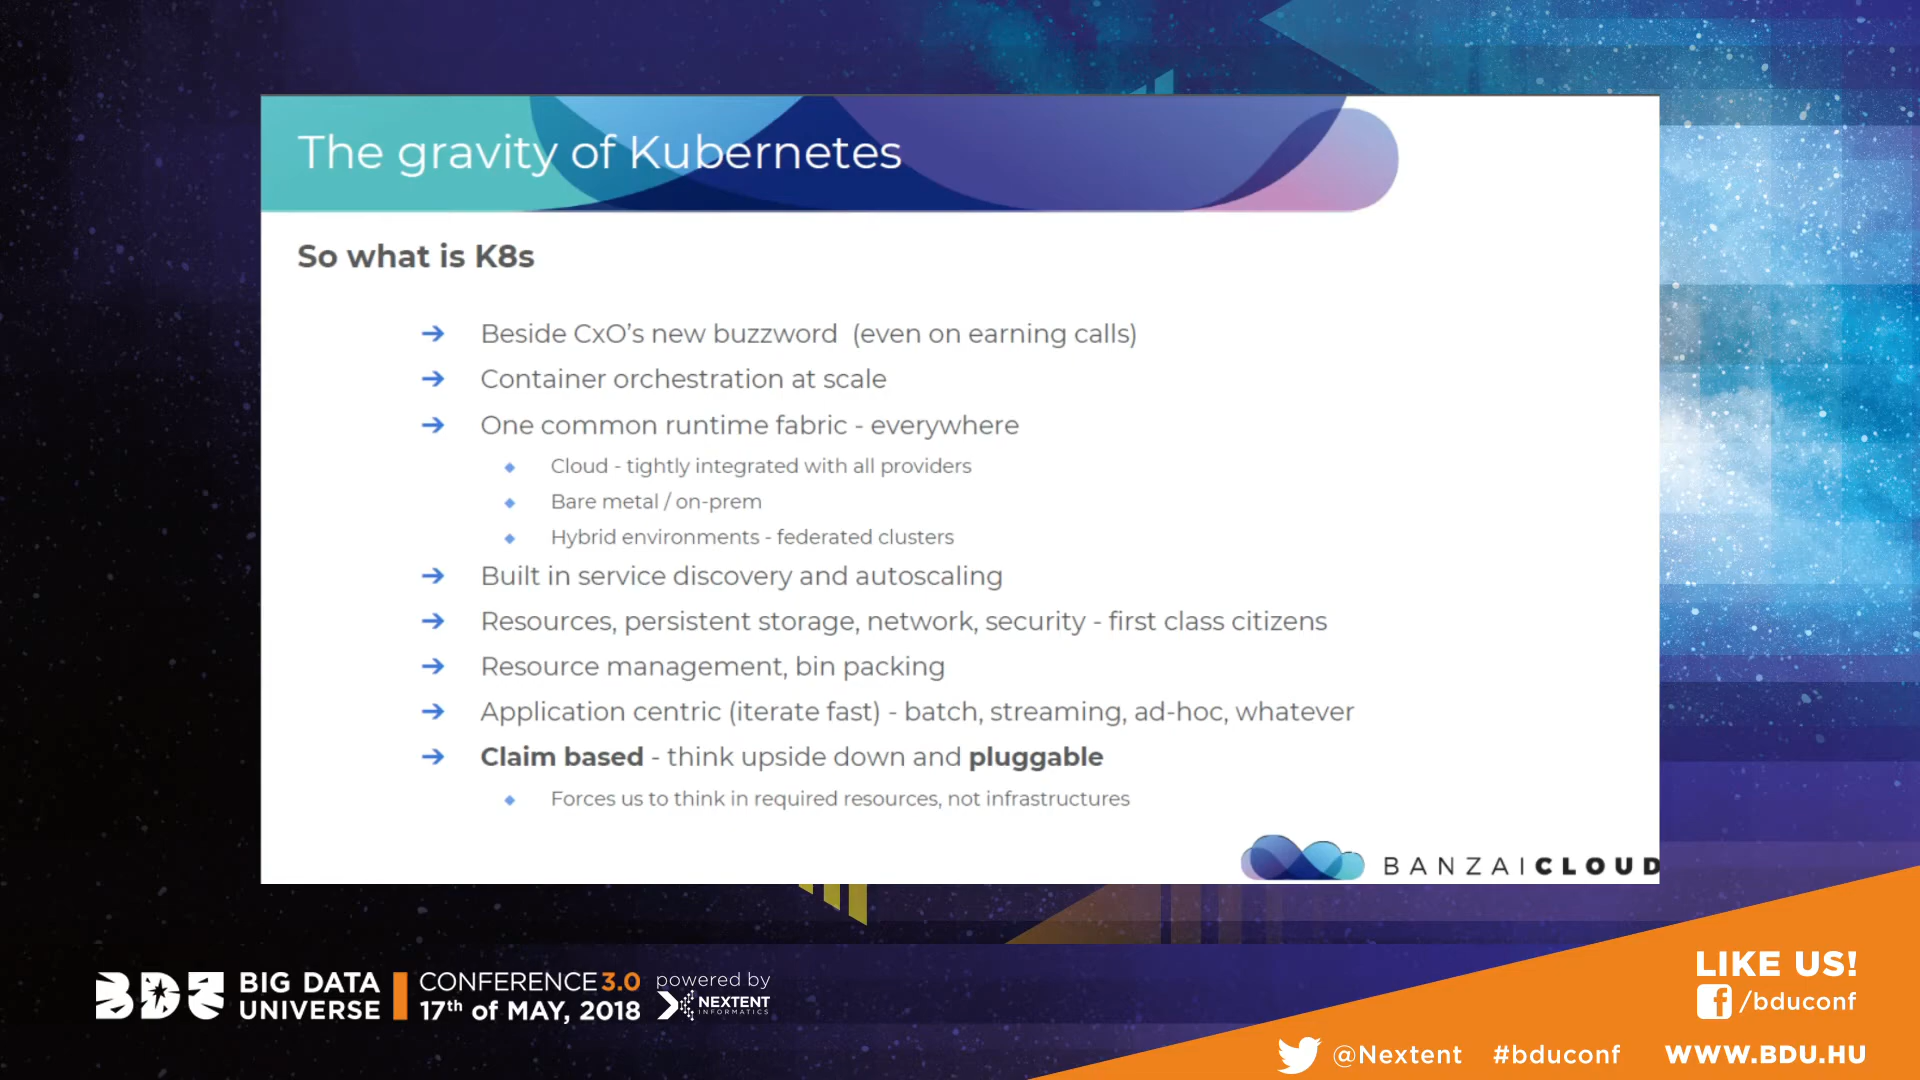 The gravity of Kubernetes
So what is K8s
→ Beside CxO's new buzzword (even on earning calls)
→ Container orchestration at scale
→ One common runtime fabric - everywhere
◆ Cloud - tightly integrated with all providers
◆ Bare metal / on-prem
◆ Hybrid environments - federated clusters
→ Built in service discovery and autoscaling
→ Resources, persistent storage, network, security - first class citizens
→ Resource management, bin packing
→ Application centric (iterate fast) - batch, streaming, ad-hoc, whatever
→ Claim based - think upside down and pluggable
◆ Forces us to think in required resources, not infrastructures
BANZAICLOUD
BDU BIG DATA UNIVERSE
CONFERENCE 3.0
17th of MAY, 2018
powered by
NEXTENT
INFORMATICS
LIKE US!
/bduconf
@Nextent #bduconf WWW.BDU.HU